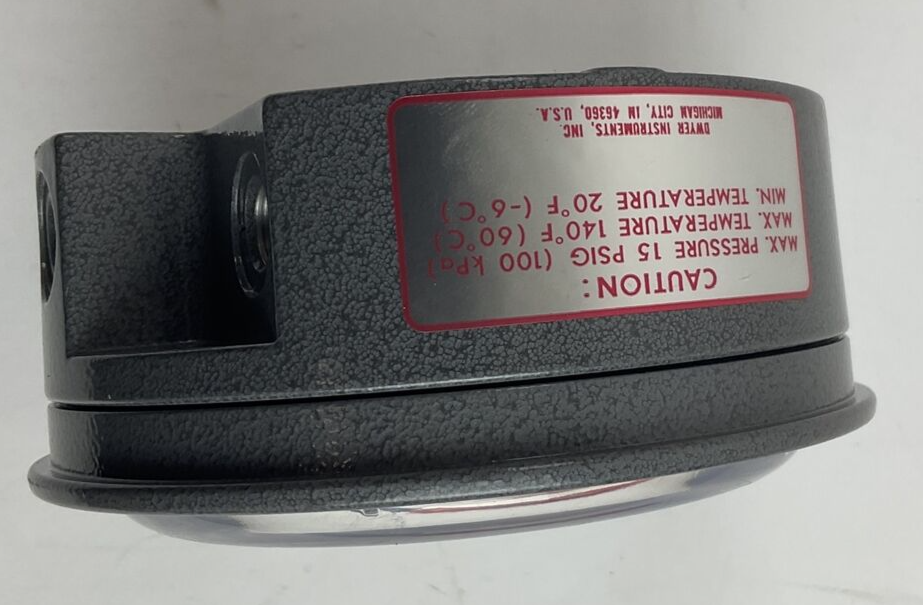 CAUTION:
MAX. PRESSURE 15 PSIG (100 kPa)
MAX. TEMPERATURE 140°F (60°C)
MIN. TEMPERATURE 20°F (-6°C)
DWYER INSTRUMENTS, INC.
MICHIGAN CITY, IN 46360, U.S.A.